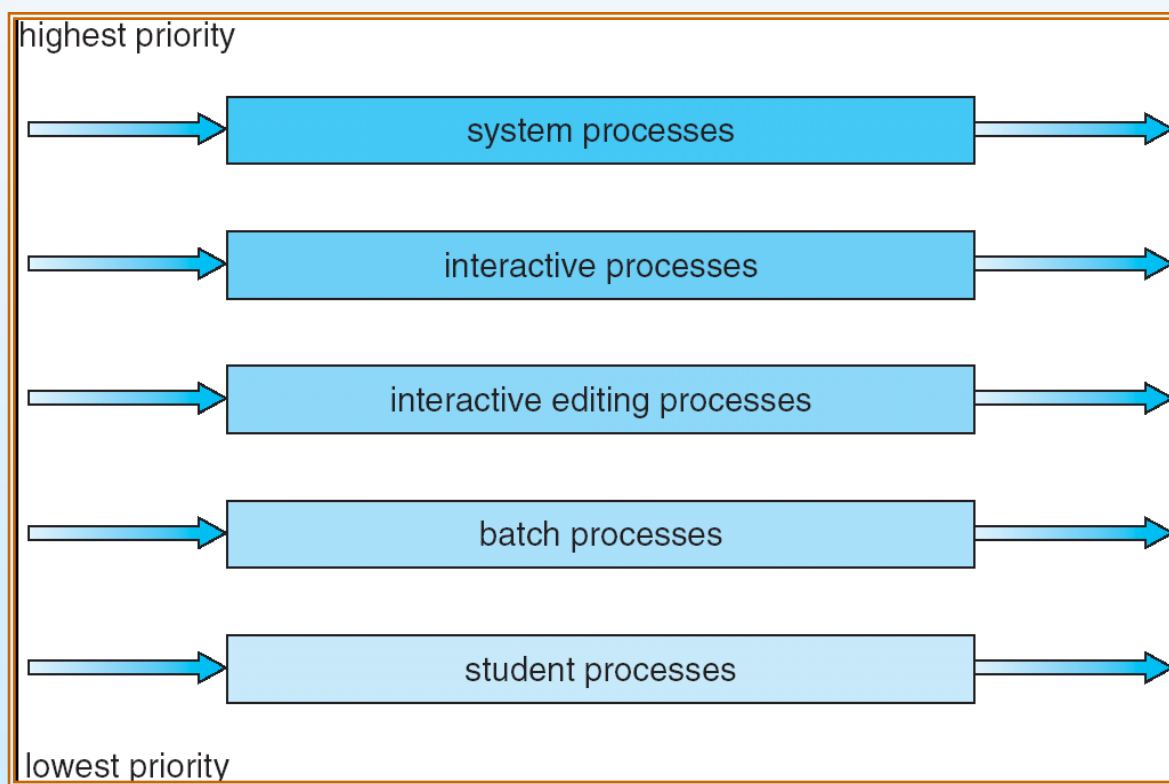 highest priority
system processes
interactive processes
interactive editing processes
batch processes
student processes
lowest priority